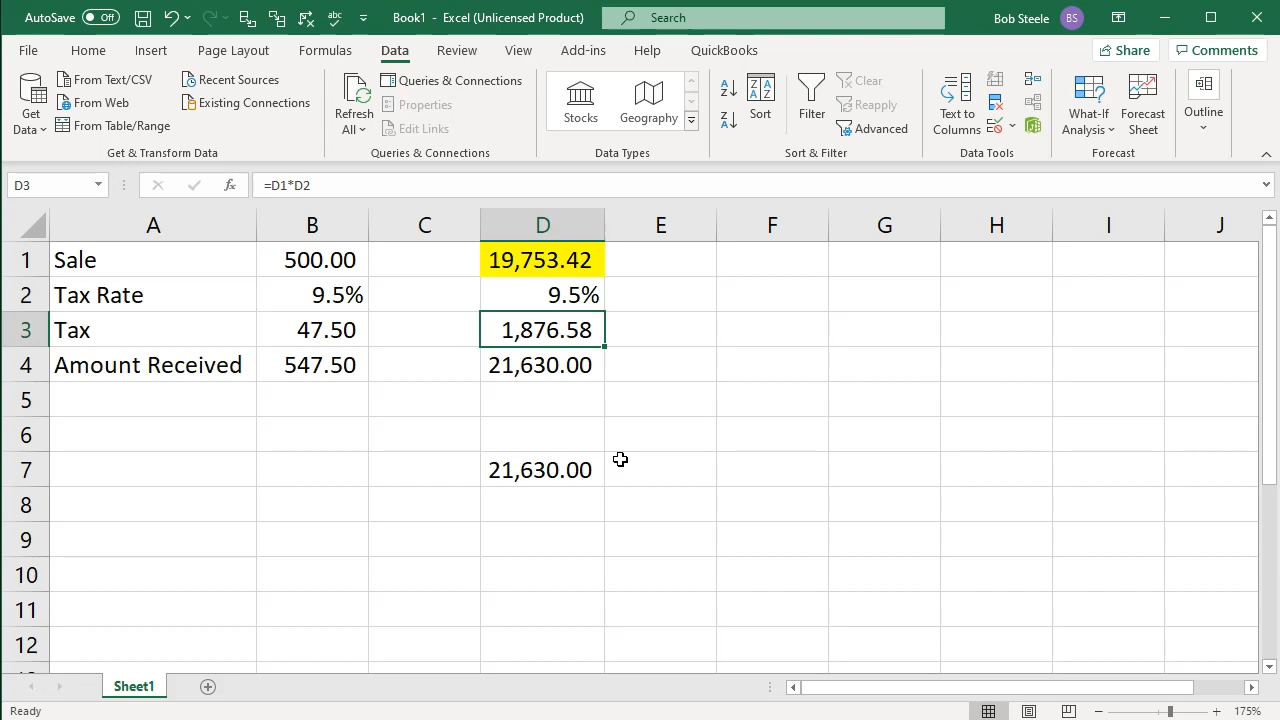 AutoSave Off abc Book1 - Excel (Unlicensed Product) Search Bob Steele BS
File Home Insert Page Layout Formulas Data Review View Add-ins Help QuickBooks Share Comments
Get Data
From Text/CSV
From Web
From Table/Range
Recent Sources
Existing Connections
Get & Transform Data
Refresh All
Queries & Connections
Properties
Edit Links
Queries & Connections
Stocks Geography
Data Types
Sort
Filter
Clear
Reapply
Advanced
Sort & Filter
Text to Columns
Data Tools
What-If Analysis
Forecast Sheet
Forecast
Outline
D3 fx =D1*D2
A B C D E F G H I J
1 Sale 500.00 19,753.42
2 Tax Rate 9.5% 9.5%
3 Tax 47.50 1,876.58
4 Amount Received 547.50 21,630.00
5
6
7 21,630.00
8
9
10
11
12
Sheet1
Ready 175%